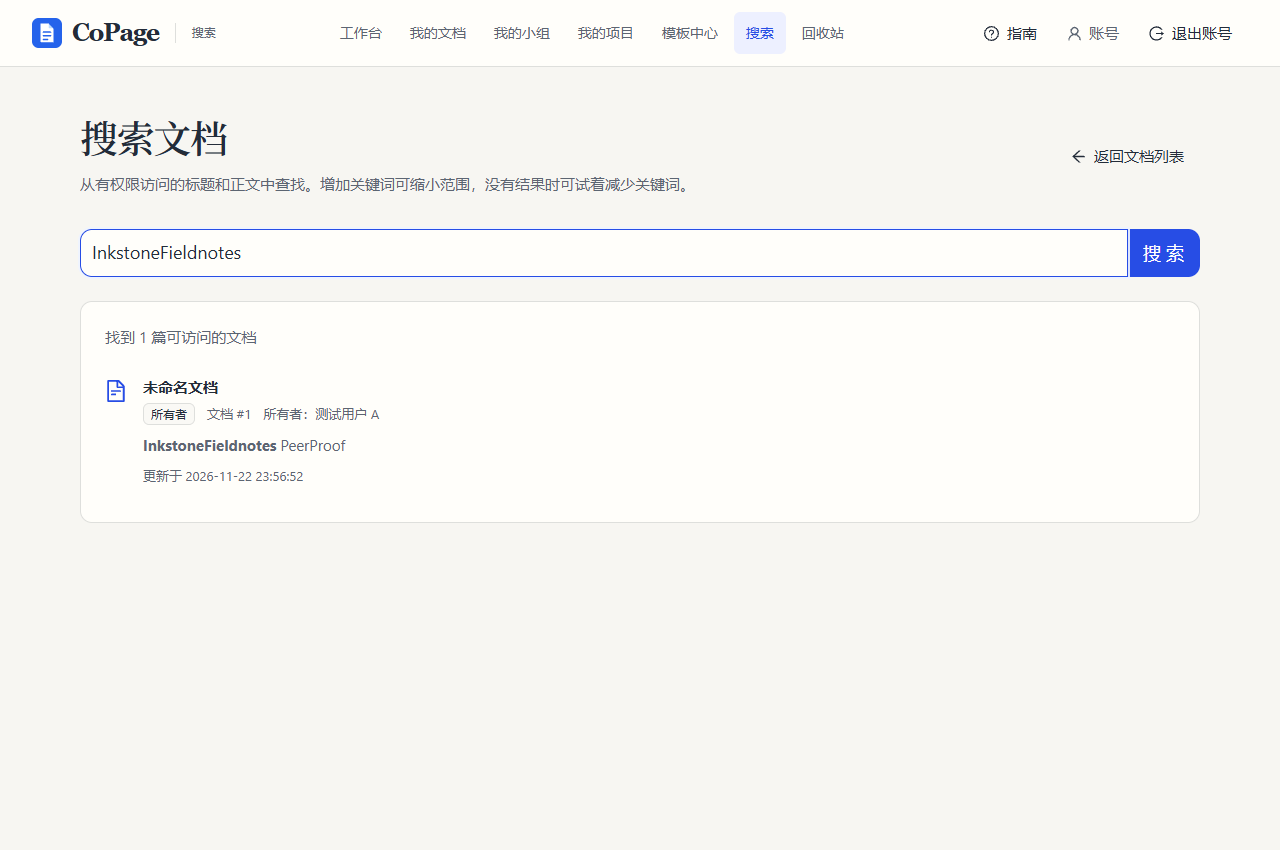 CoPage 搜索 工作台 我的文档 我的小组 我的项目 模板中心 搜索 回收站 指南 账号 退出账号
搜索文档
返回文档列表
从有权限访问的标题和正文中查找。增加关键词可缩小范围，没有结果时可试着减少关键词。
InkstoneFieldnotes 搜 索
找到 1 篇可访问的文档
未命名文档
所有者 文档 #1 所有者：测试用户 A
InkstoneFieldnotes PeerProof
更新于 2026-11-22 23:56:52